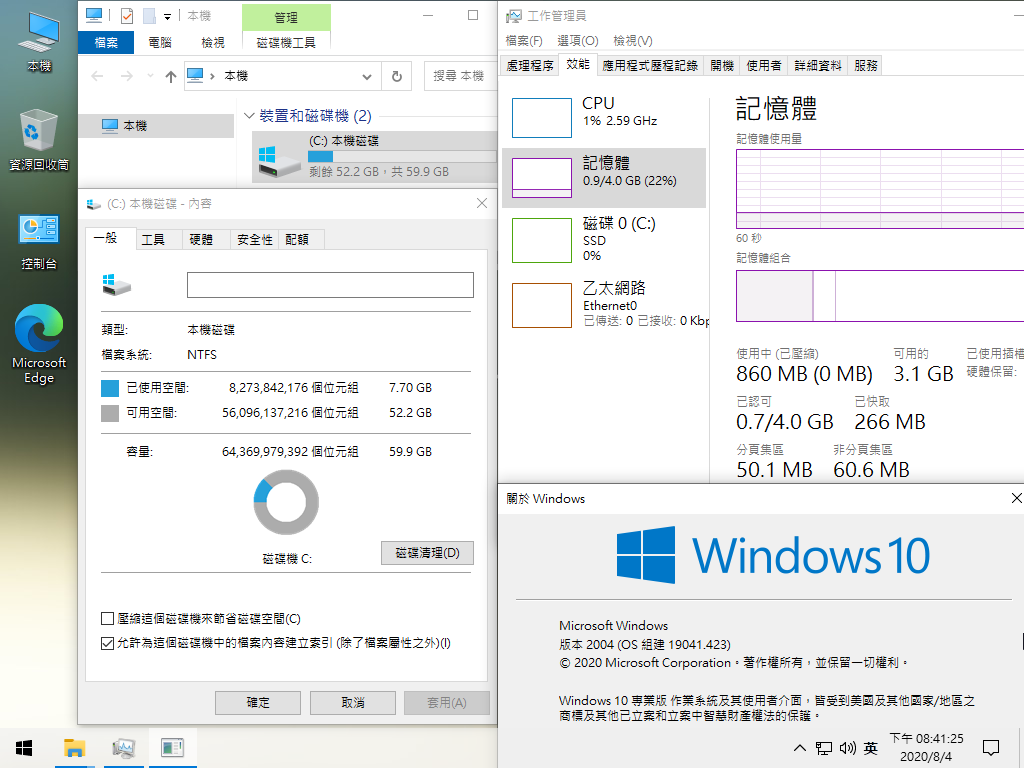 本機
資源回收筒
控制台
Microsoft
Edge
本機
管理
檔案
電腦
檢視
磁碟機工具
本機
搜尋 本機
本機
裝置和磁碟機 (2)
(C:) 本機磁碟
剩餘 52.2 GB，共 59.9 GB
(C:) 本機磁碟 - 內容
一般
工具
硬體
安全性
配額
類型:
本機磁碟
檔案系統:
NTFS
已使用空間:
8,273,842,176 個位元組
7.70 GB
可用空間:
56,096,137,216 個位元組
52.2 GB
容量:
64,369,979,392 個位元組
59.9 GB
磁碟機 C:
磁碟清理(D)
壓縮這個磁碟機來節省磁碟空間(C)
允許為這個磁碟機中的檔案內容建立索引 (除了檔案屬性之外)(I)
確定
取消
套用(A)
工作管理員
檔案(F)
選項(O)
檢視(V)
處理程序
效能
應用程式歷程記錄
開機
使用者
詳細資料
服務
CPU
1% 2.59 GHz
記憶體
0.9/4.0 GB (22%)
磁碟 0 (C:)
SSD
0%
乙太網路
Ethernet0
已傳送: 0 已接收: 0 Kbp
記憶體
記憶體使用量
60 秒
記憶體組合
使用中 (已壓縮)
860 MB (0 MB)
可用的
3.1 GB
已使用插槽
硬體保留:
已認可
0.7/4.0 GB
已快取
266 MB
分頁集區
50.1 MB
非分頁集區
60.6 MB
關於 Windows
Windows 10
Microsoft Windows
版本 2004 (OS 組建 19041.423)
© 2020 Microsoft Corporation。著作權所有，並保留一切權利。
Windows 10 專業版 作業系統及其使用者介面，皆受到美國及其他國家/地區之
商標及其他已立案和立案中智慧財產權法的保護。
英
下午 08:41:25
2020/8/4